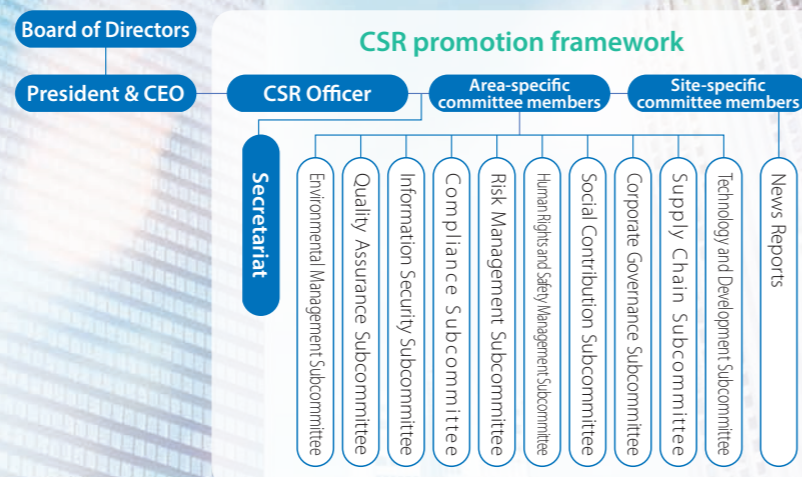 Board of Directors
CSR promotion framework
President & CEO
CSR Officer
Area-specific
committee members
Site-specific
committee members
Secretariat
Environmental Management Subcommittee
Quality Assurance Subcommittee
Information Security Subcommittee
Compliance Subcommittee
Risk Management Subcommittee
Human Rights and Safety Management Subcommittee
Social Contribution Subcommittee
Corporate Governance Subcommittee
Supply Chain Subcommittee
Technology and Development Subcommittee
News Reports